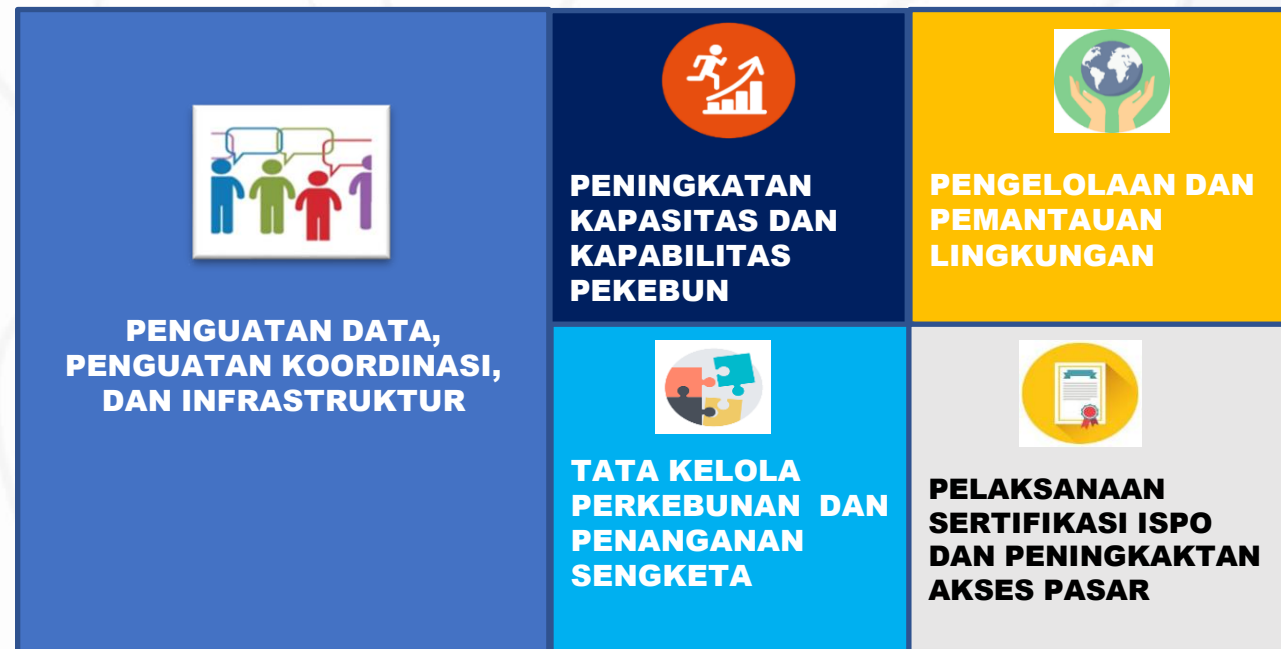 PENGUATAN DATA,
PENGUATAN KOORDINASI,
DAN INFRASTRUKTUR
PENINGKATAN
KAPASITAS DAN
KAPABILITAS
PEKEBUN
PENGELOLAAN DAN
PEMANTAUAN
LINGKUNGAN
TATA KELOLA
PERKEBUNAN  DAN
PENANGANAN
SENGKETA
PELAKSANAAN
SERTIFIKASI ISPO
DAN PENINGKAKTAN
AKSES PASAR